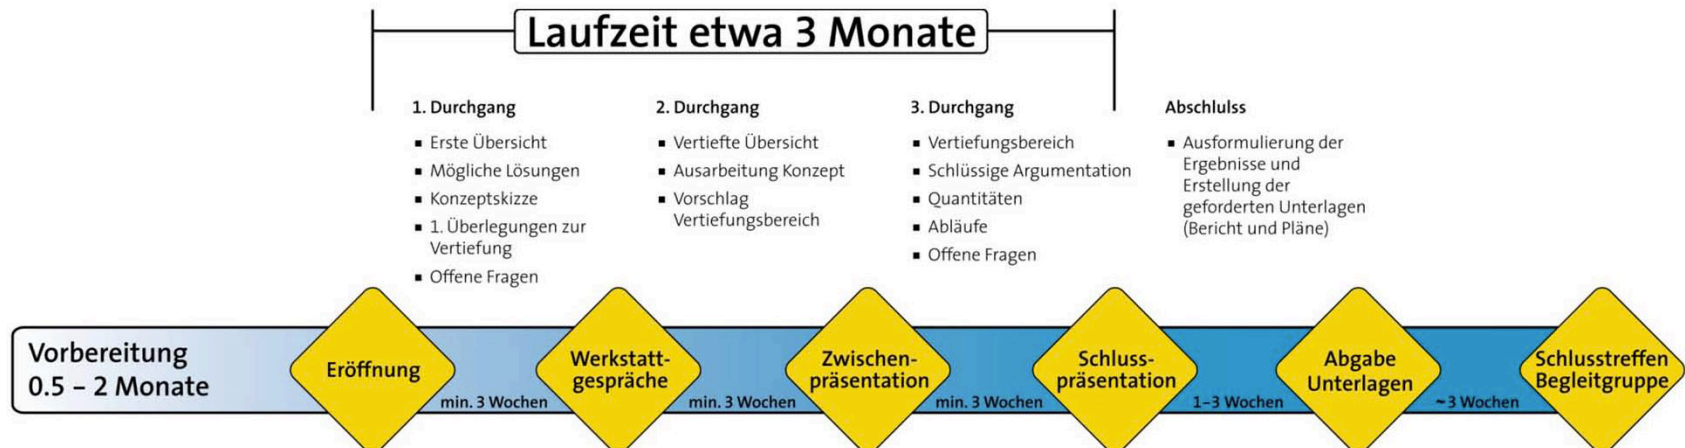 Laufzeit etwa 3 Monate
1. Durchgang
▪ Erste Übersicht
▪ Mögliche Lösungen
▪ Konzeptskizze
▪ 1. Überlegungen zur
Vertiefung
▪ Offene Fragen
2. Durchgang
▪ Vertiefte Übersicht
▪ Ausarbeitung Konzept
▪ Vorschlag
Vertiefungsbereich
3. Durchgang
▪ Vertiefungsbereich
▪ Schlüssige Argumentation
▪ Quantitäten
▪ Abläufe
▪ Offene Fragen
Abschlulss
▪ Ausformulierung der
Ergebnisse und
Erstellung der
geforderten Unterlagen
(Bericht und Pläne)
Vorbereitung
0.5 – 2 Monate
Eröffnung
min. 3 Wochen
Werkstatt-
gespräche
min. 3 Wochen
Zwischen-
präsentation
min. 3 Wochen
Schluss-
präsentation
1–3 Wochen
Abgabe
Unterlagen
~3 Wochen
Schlusstreffen
Begleitgruppe